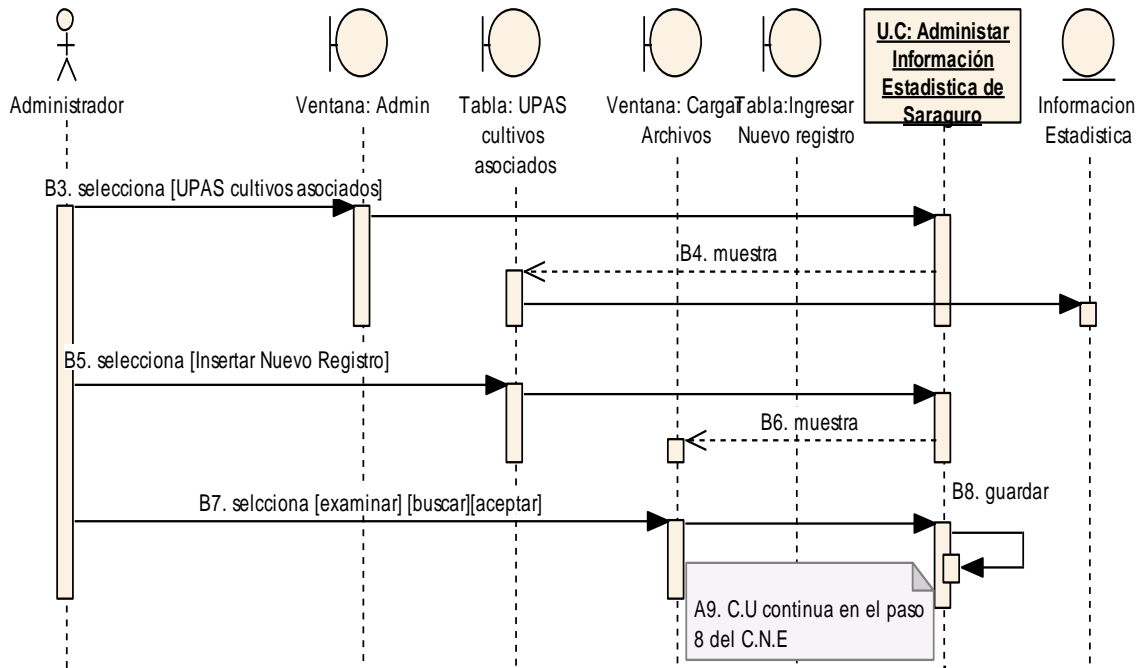 Administrador
Ventana: Admin
Tabla: UPAS
cultivos
asociados
Ventana: Cargar
Archivos
Tabla:Ingresar
Nuevo registro
U.C: Administar
Información
Estadistica de
Saraguro
Informacion
Estadistica
B3. selecciona [UPAS cultivos asociados]
B4. muestra
B5. selecciona [Insertar Nuevo Registro]
B6. muestra
B7. selcciona [examinar] [buscar][aceptar]
B8. guardar
A9. C.U continua en el paso
8 del C.N.E